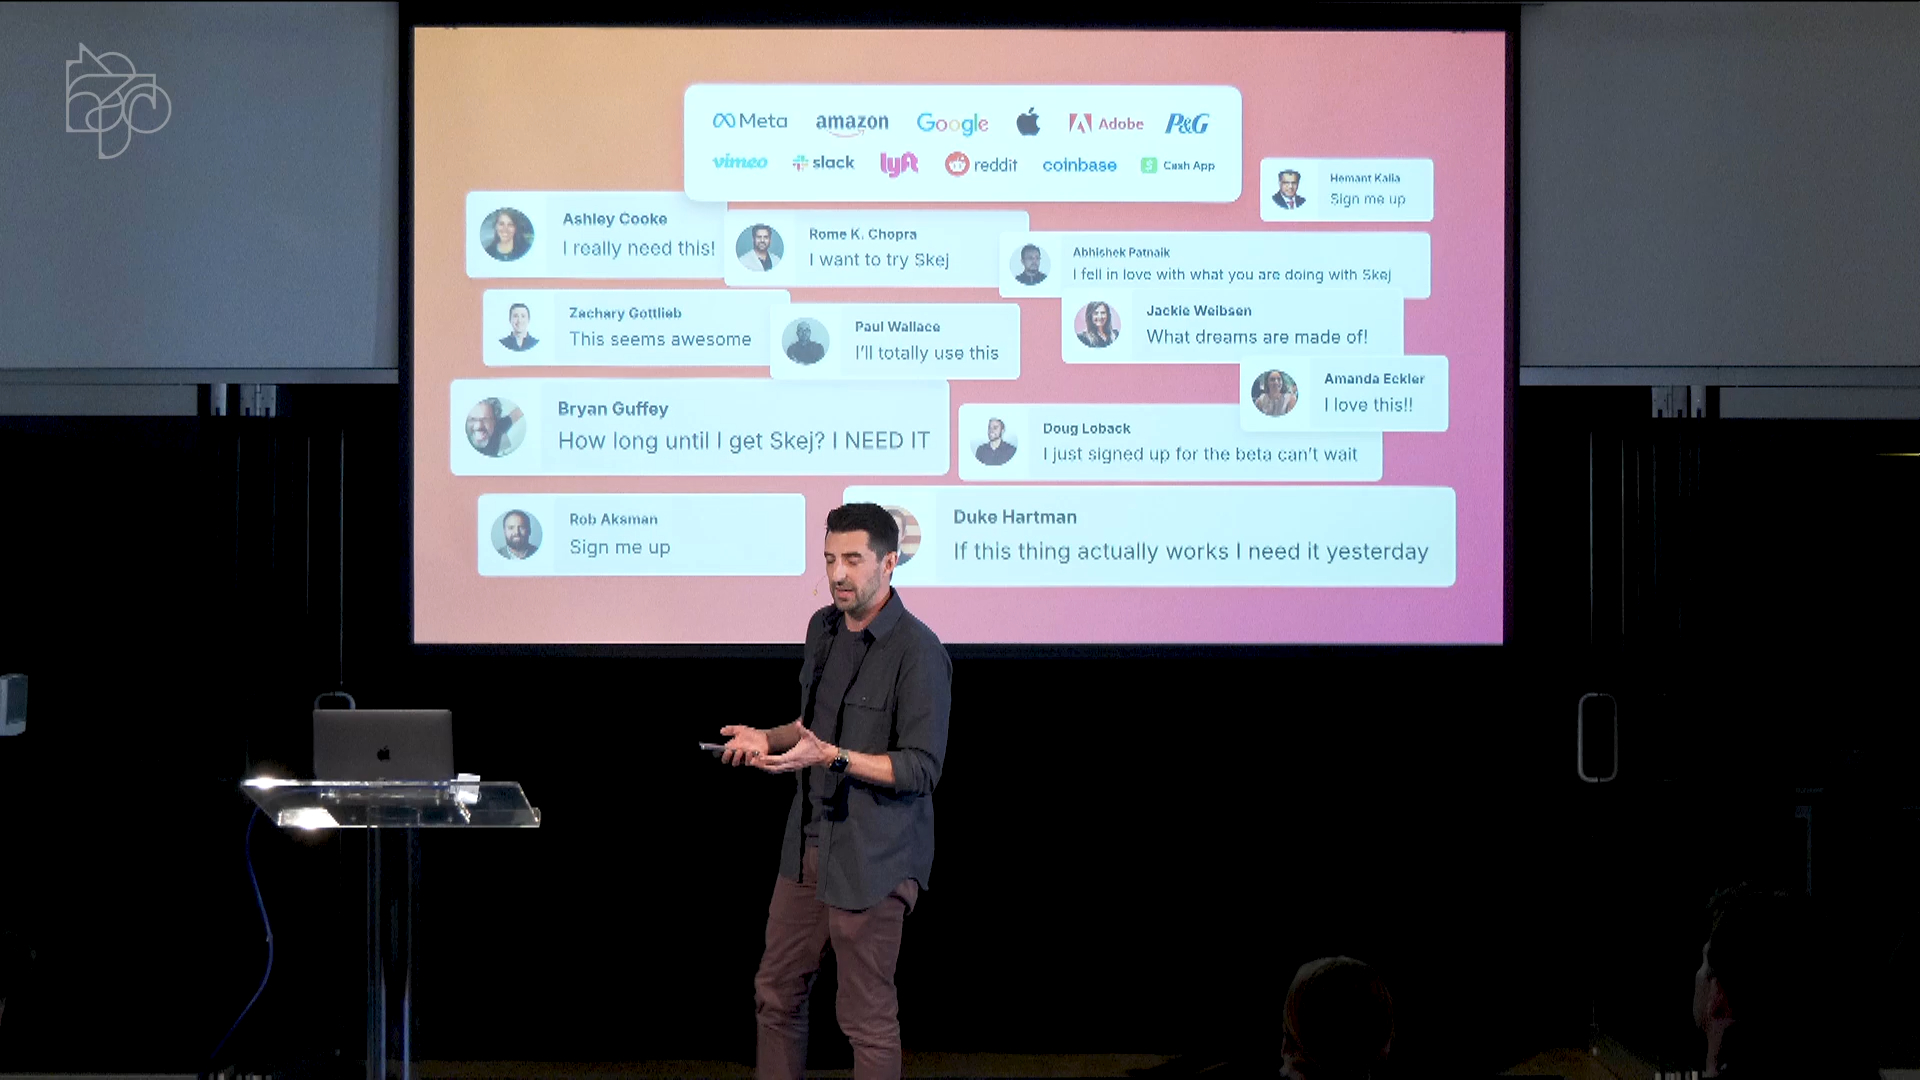 Meta amazon Google Adobe P&G
vimeo slack lyft reddit coinbase Cash App
Hemant Kalia
Sign me up
Ashley Cooke
I really need this!
Rome K. Chopra
I want to try Skej
Abhishek Patnaik
I fell in love with what you are doing with Skej
Zachary Gottlieb
This seems awesome
Paul Wallace
I'll totally use this
Jackie Weibsen
What dreams are made of!
Amanda Eckler
I love this!!
Bryan Guffey
How long until I get Skej? I NEED IT
Doug Loback
I just signed up for the beta can't wait
Rob Aksman
Sign me up
Duke Hartman
If this thing actually works I need it yesterday